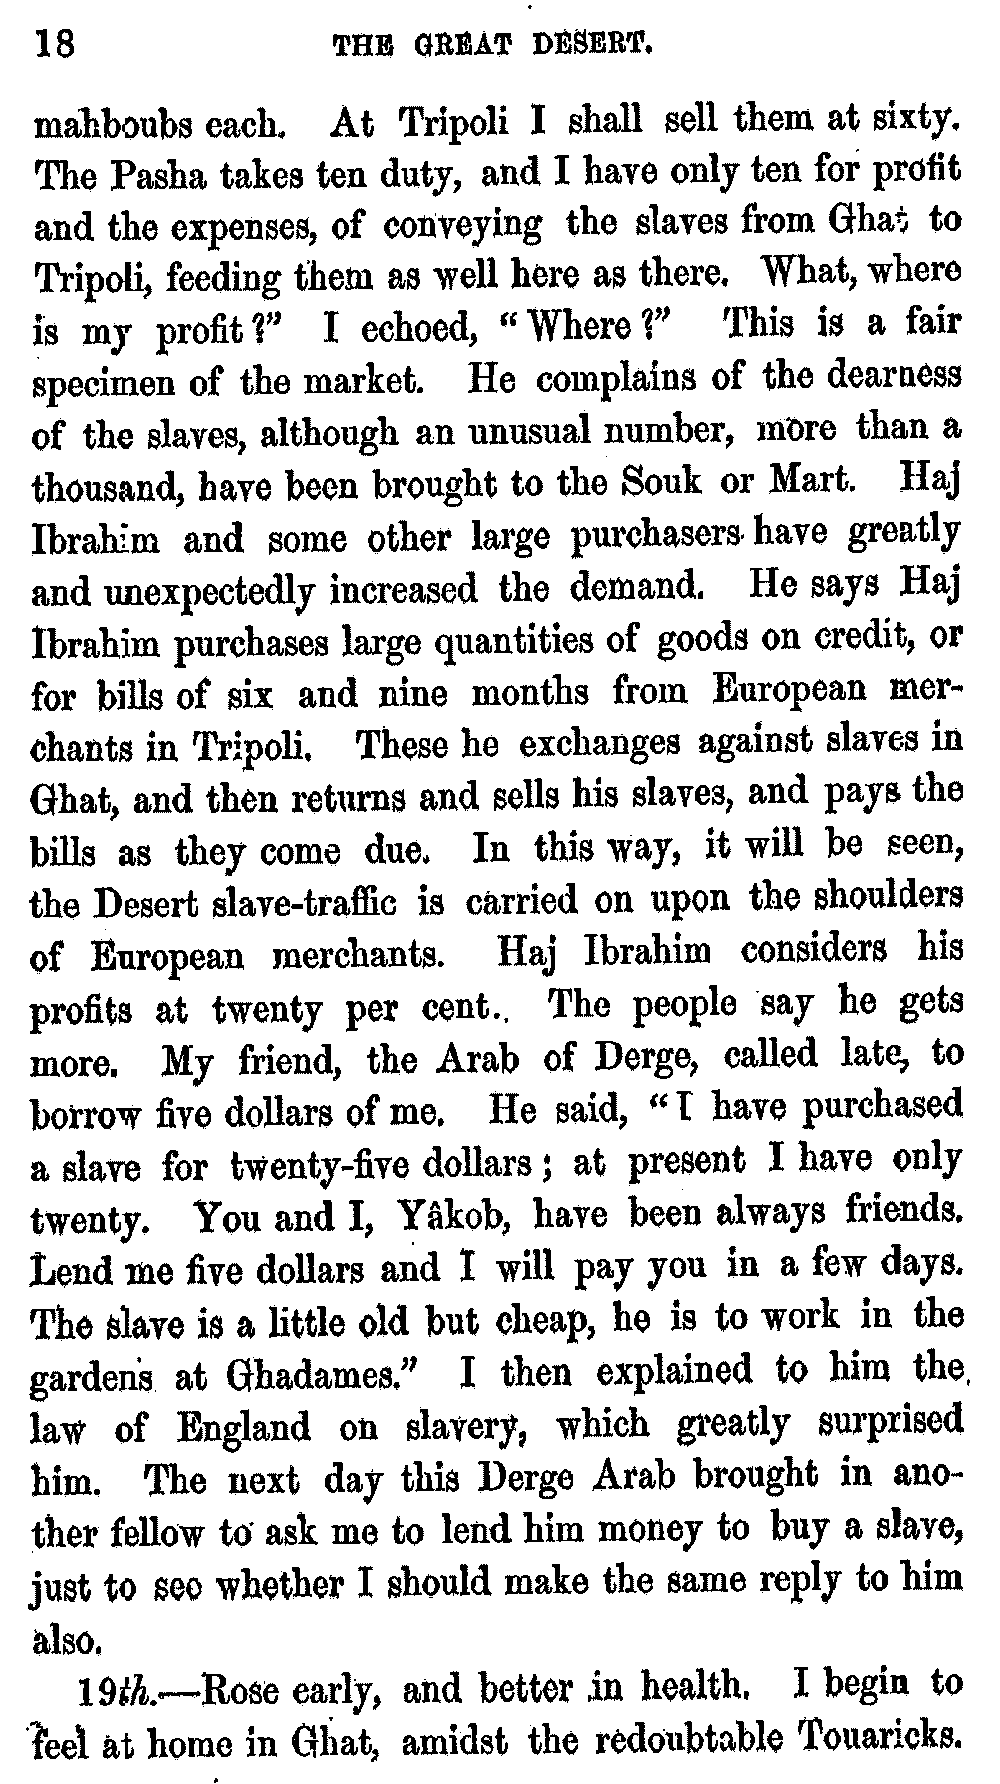 18 THE GREAT DESERT.
mahboubs each. At Tripoli I shall sell them at sixty.
The Pasha takes ten duty, and I have only ten for profit
and the expenses, of conveying the slaves from Ghat to
Tripoli, feeding them as well here as there. What, where
is my profit?" I echoed, "Where?" This is a fair
specimen of the market. He complains of the dearness
of the slaves, although an unusual number, more than a
thousand, have been brought to the Souk or Mart. Haj
Ibrahim and some other large purchasers have greatly
and unexpectedly increased the demand. He says Haj
Ibrahim purchases large quantities of goods on credit, or
for bills of six and nine months from European mer-
chants in Tripoli. These he exchanges against slaves in
Ghat, and then returns and sells his slaves, and pays the
bills as they come due. In this way, it will be seen,
the Desert slave-traffic is carried on upon the shoulders
of European merchants. Haj Ibrahim considers his
profits at twenty per cent.. The people say he gets
more. My friend, the Arab of Derge, called late, to
borrow five dollars of me. He said, "I have purchased
a slave for twenty-five dollars; at present I have only
twenty. You and I, Yâkob, have been always friends.
Lend me five dollars and I will pay you in a few days.
The slave is a little old but cheap, he is to work in the
gardens at Ghadames." I then explained to him the
law of England on slavery, which greatly surprised
him. The next day this Derge Arab brought in ano-
ther fellow to ask me to lend him money to buy a slave,
just to see whether I should make the same reply to him
also.
19th.—Rose early, and better in health. I begin to
feel at home in Ghat, amidst the redoubtable Touaricks.